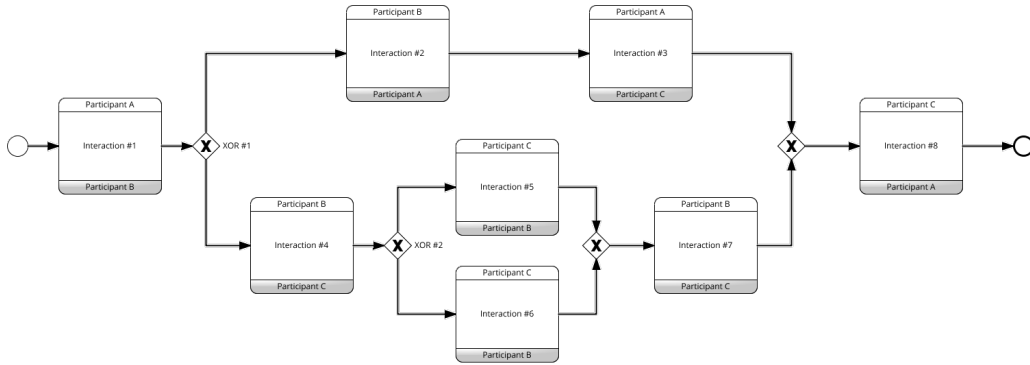 Participant B
Interaction #2
Participant A
Participant A
Interaction #3
Participant C
Participant A
Interaction #1
Participant B
X
XOR #1
X
Participant C
Interaction #8
Participant A
Participant B
Interaction #4
Participant C
X
XOR #2
Participant C
Interaction #5
Participant B
Participant C
Interaction #6
Participant B
X
Participant B
Interaction #7
Participant C